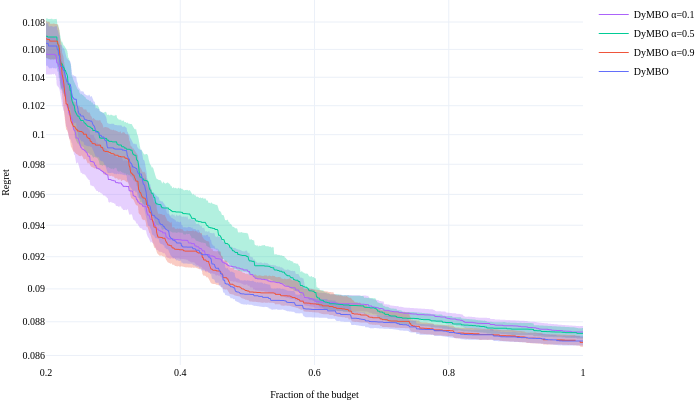 0.108
0.106
0.104
0.102
0.1
0.098
0.096
0.094
0.092
0.09
0.088
0.086
Regret
0.2
0.4
0.6
0.8
1
Fraction of the budget
DyMBO α=0.1
DyMBO α=0.5
DyMBO α=0.9
DyMBO